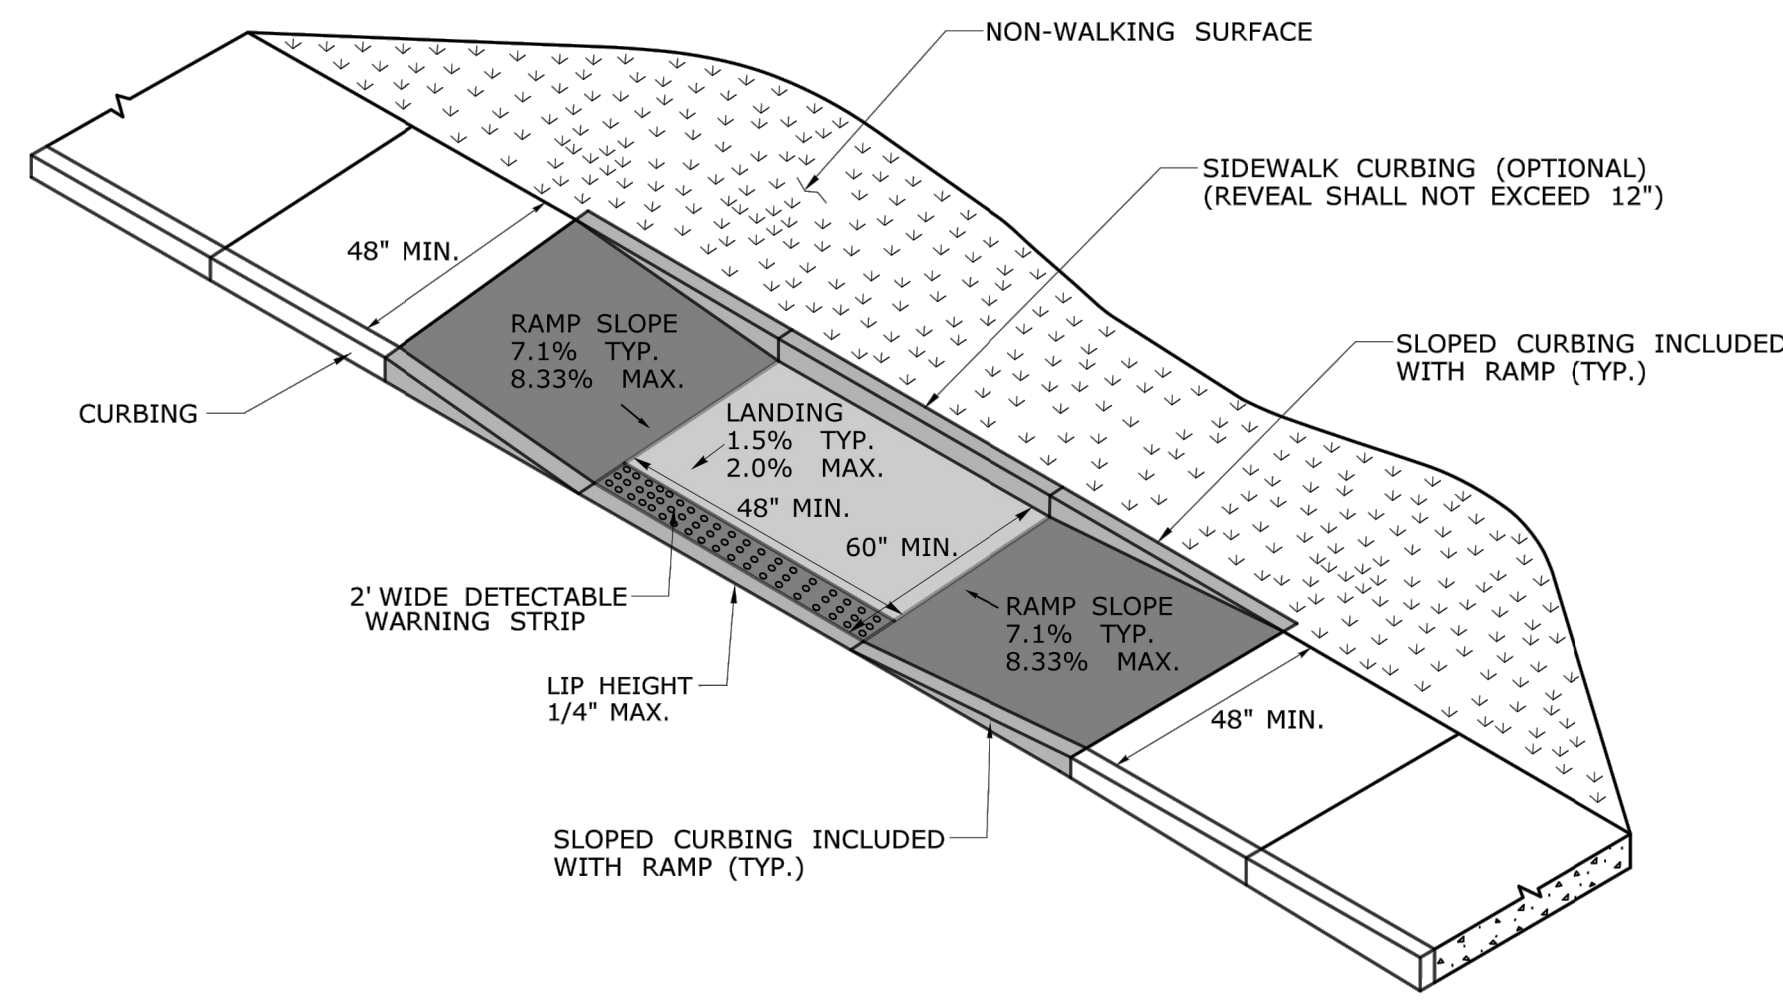 NON-WALKING SURFACE
SIDEWALK CURBING (OPTIONAL)
(REVEAL SHALL NOT EXCEED 12")
48" MIN.
RAMP SLOPE
7.1% TYP.
8.33% MAX.
SLOPED CURBING INCLUDED
WITH RAMP (TYP.)
CURBING
LANDING
1.5% TYP.
2.0% MAX.
48" MIN.
60" MIN.
2' WIDE DETECTABLE
WARNING STRIP
RAMP SLOPE
7.1% TYP.
8.33% MAX.
LIP HEIGHT
1/4" MAX.
48" MIN.
SLOPED CURBING INCLUDED
WITH RAMP (TYP.)